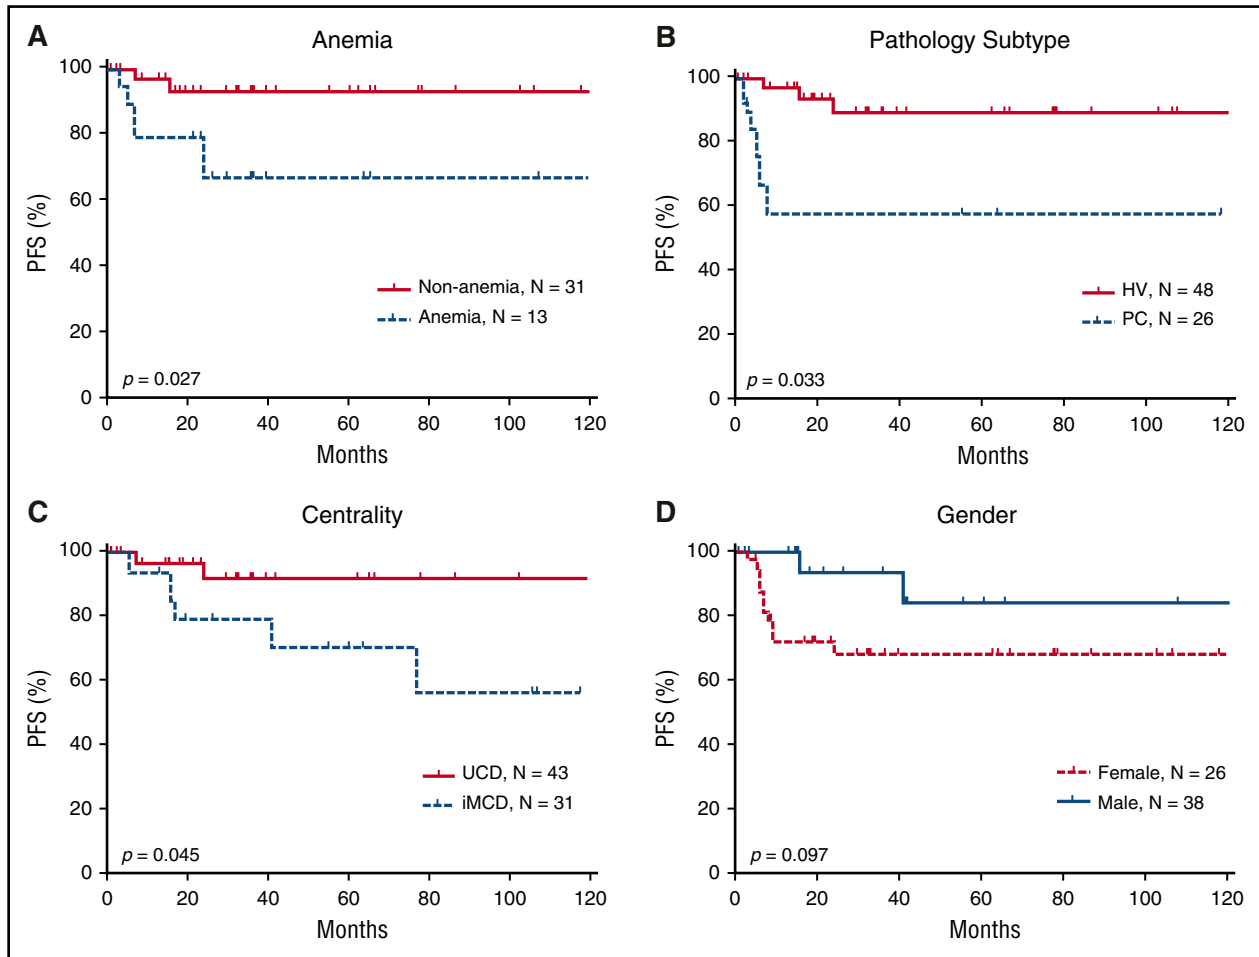 A
Anemia
100
80
60
40
20
0
PFS (%)
Non-anemia, N = 31
Anemia, N = 13
p = 0.027
0 20 40 60 80 100 120
Months
B
Pathology Subtype
100
80
60
40
20
0
PFS (%)
HV, N = 48
PC, N = 26
p = 0.033
0 20 40 60 80 100 120
Months
C
Centrality
100
80
60
40
20
0
PFS (%)
UCD, N = 43
iMCD, N = 31
p = 0.045
0 20 40 60 80 100 120
Months
D
Gender
100
80
60
40
20
0
PFS (%)
Female, N = 26
Male, N = 38
p = 0.097
0 20 40 60 80 100 120
Months